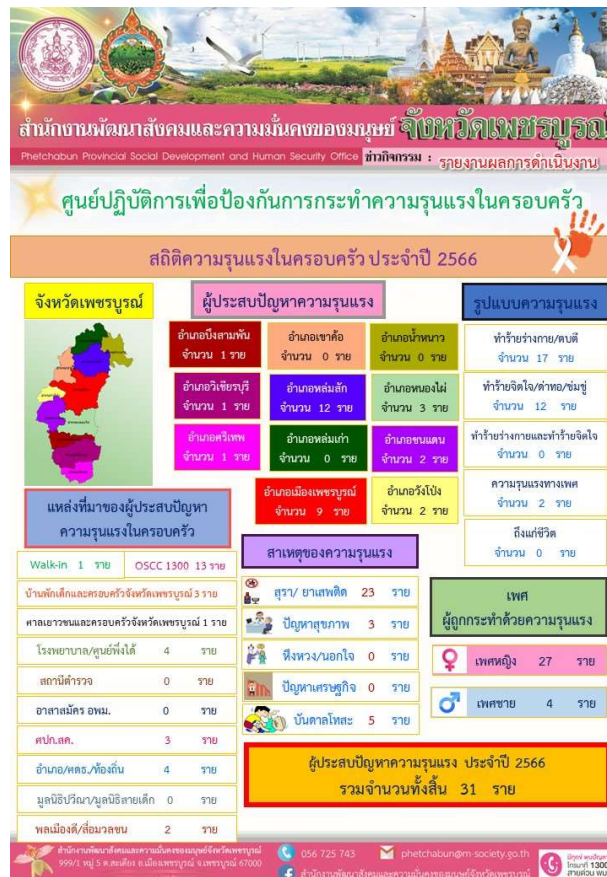 สำนักงานพัฒนาสังคมและความมั่นคงของมนุษย์ จังหวัดเพชรบูรณ์
Phetchabun Provincial Social Development and Human Security Office ข่าวกิจกรรม : รายงานผลการดำเนินงาน
ศูนย์ปฏิบัติการเพื่อป้องกันการกระทำความรุนแรงในครอบครัว
สถิติความรุนแรงในครอบครัว ประจำปี 2566
จังหวัดเพชรบูรณ์
ผู้ประสบปัญหาความรุนแรง
อำเภอบึงสามพัน
จำนวน 1 ราย
อำเภอเขาค้อ
จำนวน 0 ราย
อำเภอน้ำหนาว
จำนวน 0 ราย
อำเภอวิเชียรบุรี
จำนวน 1 ราย
อำเภอหล่มสัก
จำนวน 12 ราย
อำเภอหนองไผ่
จำนวน 3 ราย
อำเภอศรีเทพ
จำนวน 1 ราย
อำเภอหล่มเก่า
จำนวน 0 ราย
อำเภอชนแดน
จำนวน 2 ราย
อำเภอเมืองเพชรบูรณ์
จำนวน 9 ราย
อำเภอวังโป่ง
จำนวน 2 ราย
รูปแบบความรุนแรง
ทำร้ายร่างกาย/ตบตี
จำนวน 17 ราย
ทำร้ายจิตใจ/ด่าทอ/ข่มขู่
จำนวน 12 ราย
ทำร้ายร่างกายและทำร้ายจิตใจ
จำนวน 0 ราย
ความรุนแรงทางเพศ
จำนวน 2 ราย
ถึงแก่ชีวิต
จำนวน 0 ราย
แหล่งที่มาของผู้ประสบปัญหา
ความรุนแรงในครอบครัว
Walk-in 1 ราย OSCC 1300 13 ราย
บ้านพักเด็กและครอบครัวจังหวัดเพชรบูรณ์ 3 ราย
ศาลเยาวชนและครอบครัวจังหวัดเพชรบูรณ์ 1 ราย
โรงพยาบาล/ศูนย์พึ่งได้ 4 ราย
สถานีตำรวจ 0 ราย
อาสาสมัคร อพม. 0 ราย
ศปก.สค. 3 ราย
อำเภอ/ศดธ./ท้องถิ่น 4 ราย
มูลนิธิปวีณา/มูลนิธิสายเด็ก 0 ราย
พลเมืองดี/สื่อมวลชน 2 ราย
สาเหตุของความรุนแรง
สุรา/ ยาเสพติด 23 ราย
ปัญหาสุขภาพ 3 ราย
หึงหวง/นอกใจ 0 ราย
ปัญหาเศรษฐกิจ 0 ราย
บันดาลโทสะ 5 ราย
เพศ
ผู้ถูกกระทำด้วยความรุนแรง
เพศหญิง 27 ราย
เพศชาย 4 ราย
ผู้ประสบปัญหาความรุนแรง ประจำปี 2566
รวมจำนวนทั้งสิ้น 31 ราย
สำนักงานพัฒนาสังคมและความมั่นคงของมนุษย์จังหวัดเพชรบูรณ์
999/1 หมู่ 5 ต.สะเดียง อ.เมืองเพชรบูรณ์ จ.เพชรบูรณ์ 67000
056 725 743
phetchabun@m-society.go.th